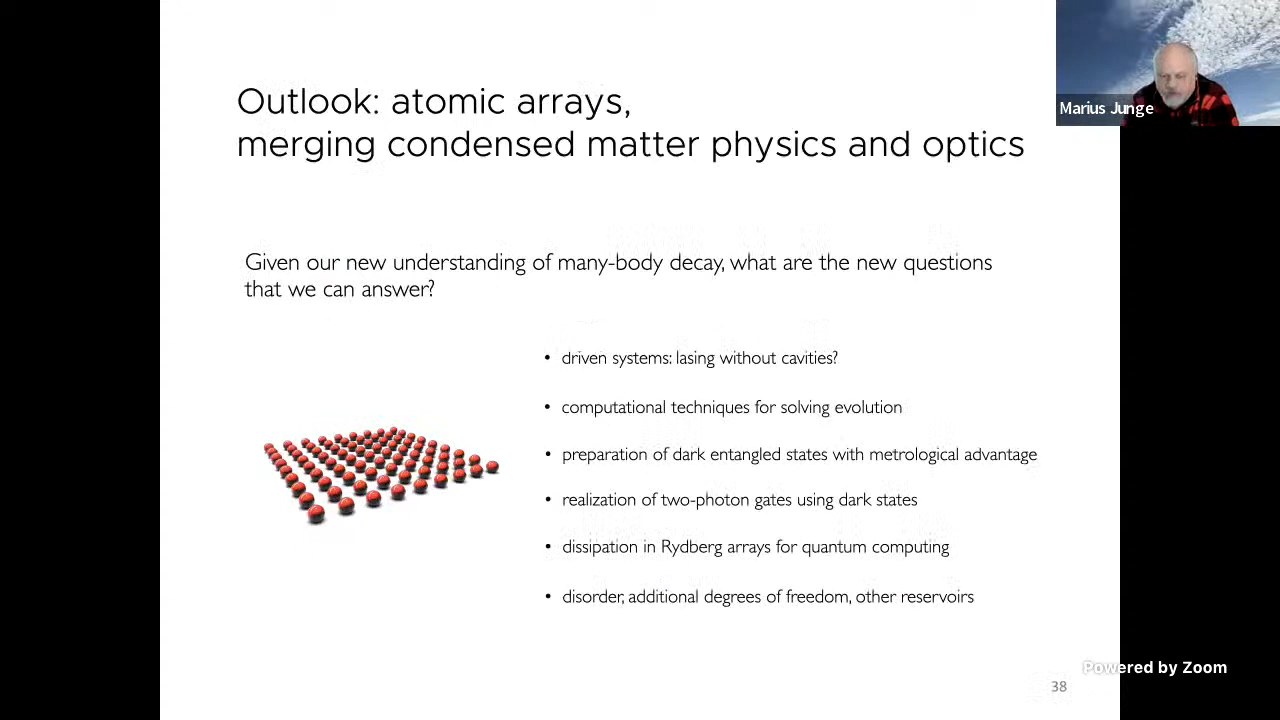 Outlook: atomic arrays,
merging condensed matter physics and optics
Marius Junge
Given our new understanding of many-body decay, what are the new questions
that we can answer?
• driven systems: lasing without cavities?
• computational techniques for solving evolution
• preparation of dark entangled states with metrological advantage
• realization of two-photon gates using dark states
• dissipation in Rydberg arrays for quantum computing
• disorder, additional degrees of freedom, other reservoirs
Powered by Zoom
38